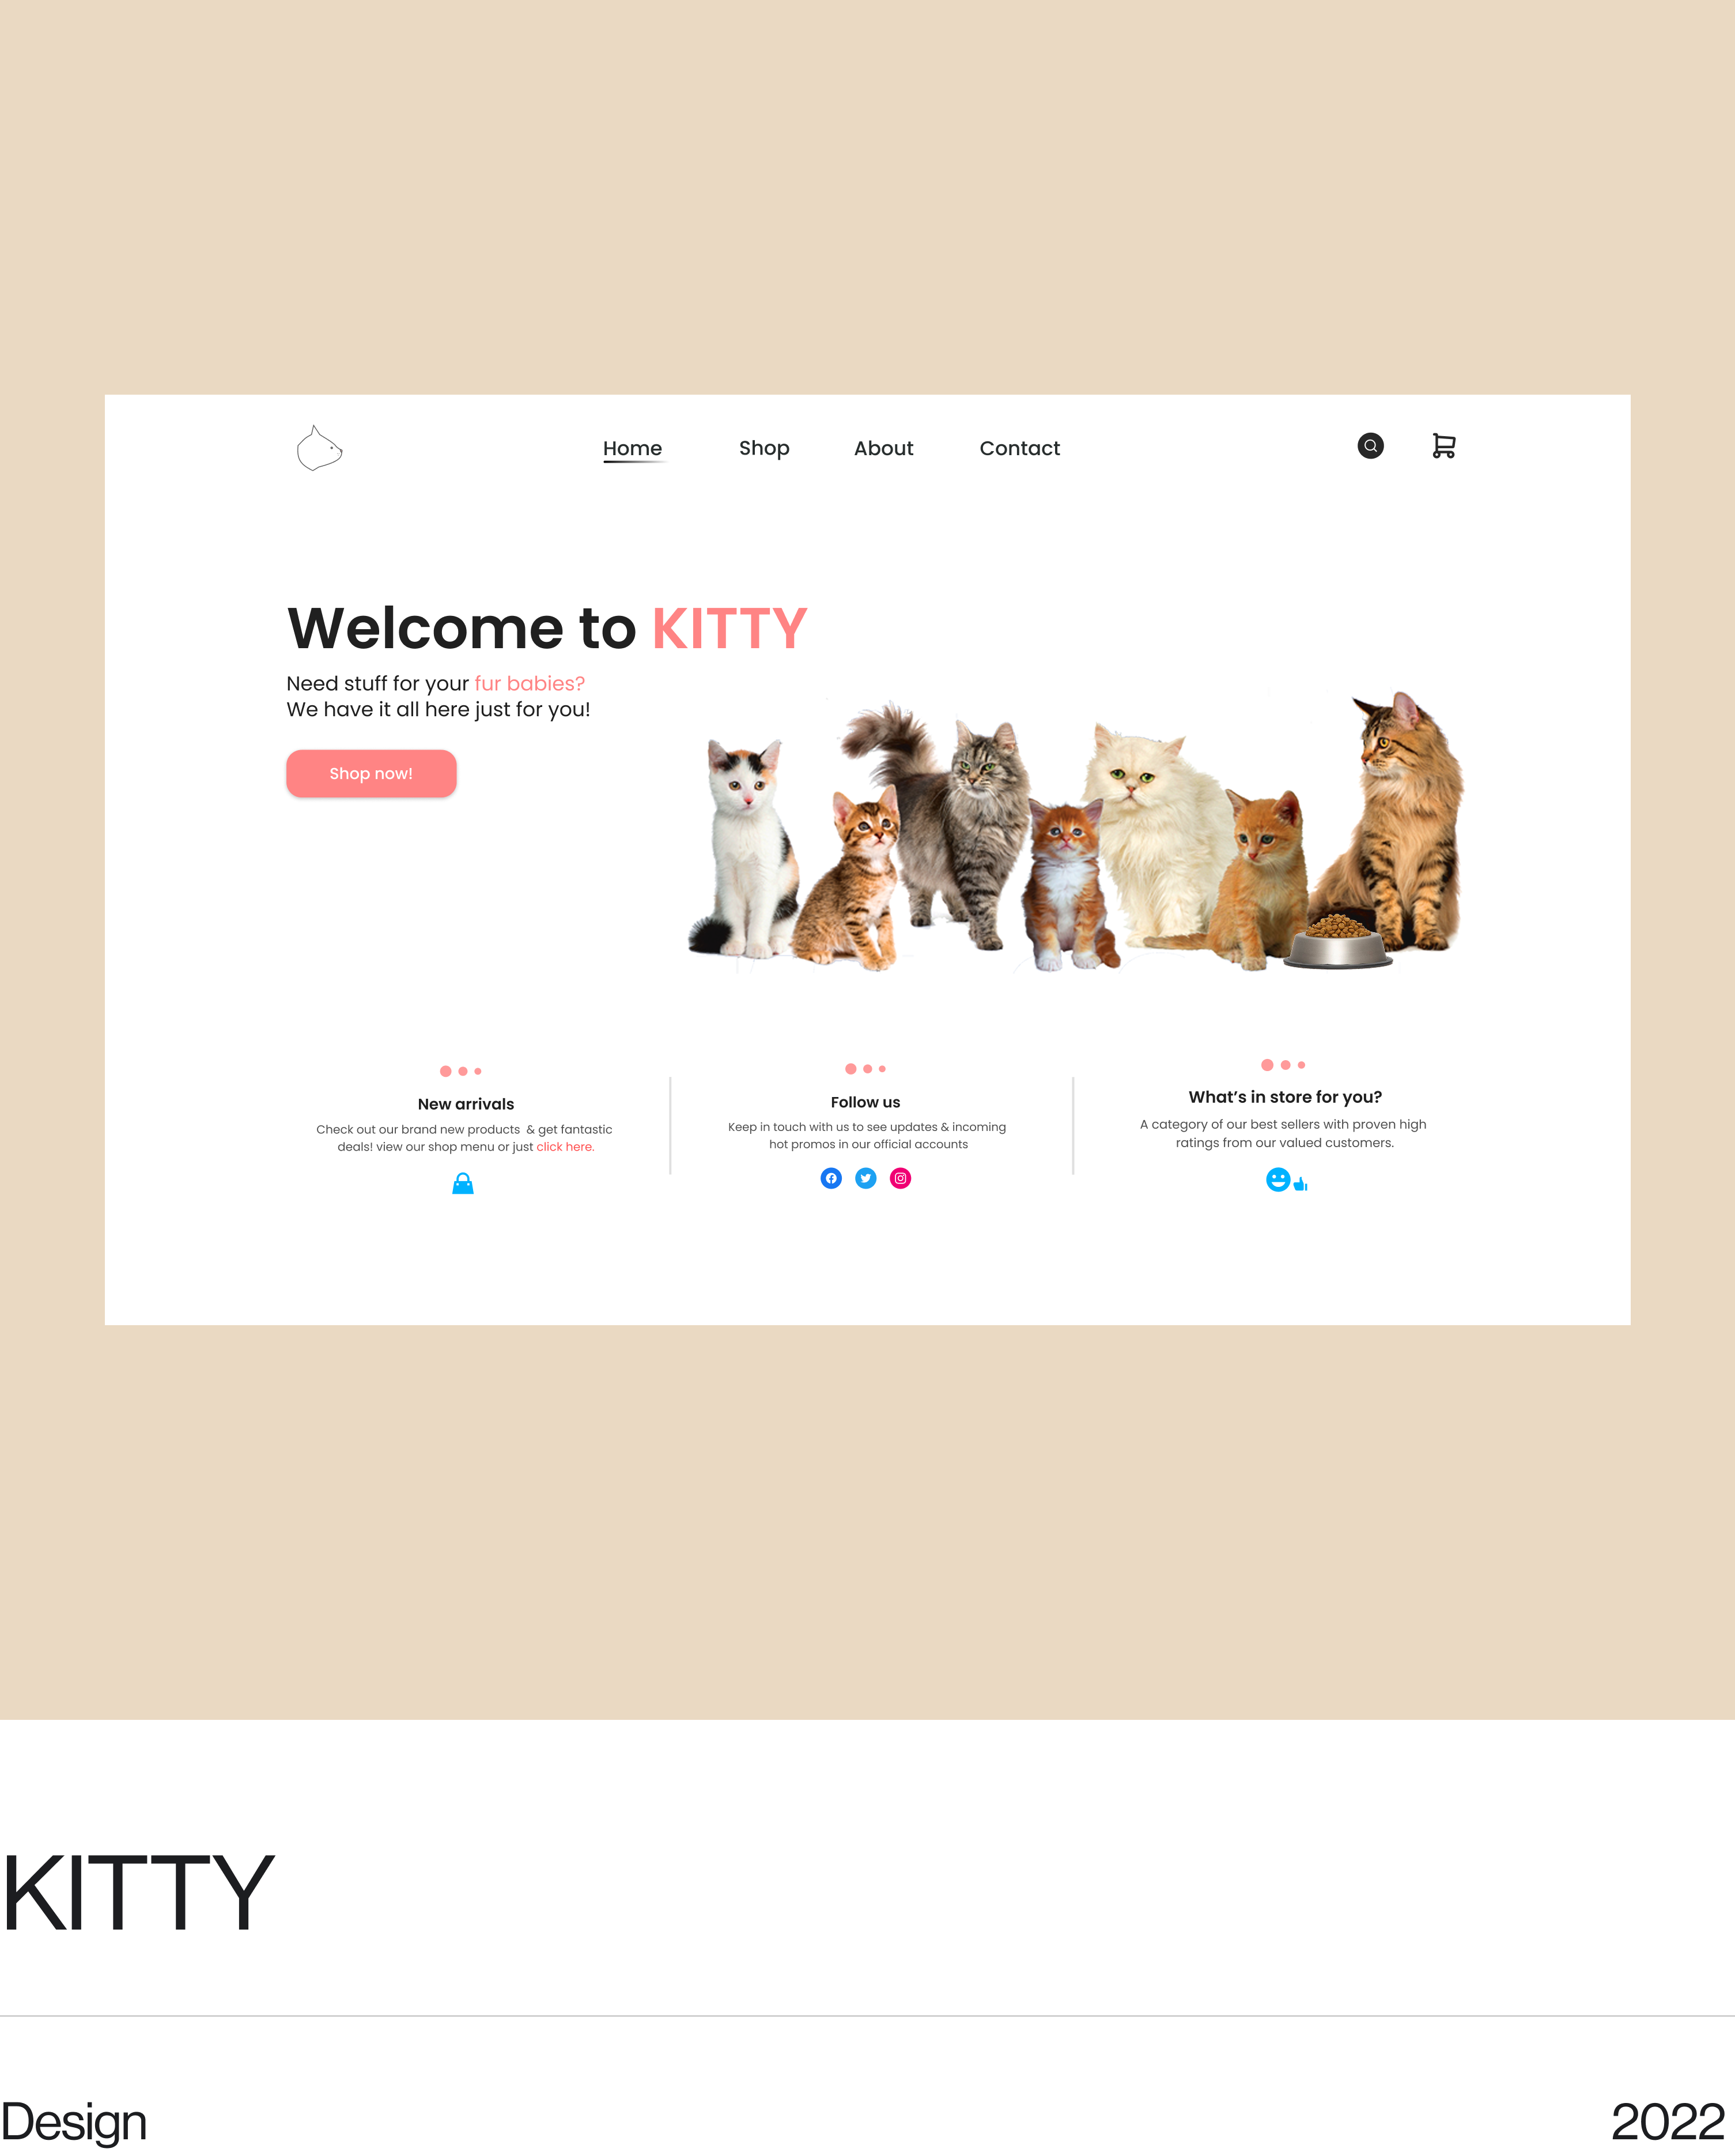 Home
Shop
About
Contact
Welcome to KITTY
Need stuff for your fur babies?
We have it all here just for you!
Shop now!
New arrivals
Check out our brand new products & get fantastic
deals! view our shop menu or just click here.
Follow us
Keep in touch with us to see updates & incoming
hot promos in our official accounts
What’s in store for you?
A category of our best sellers with proven high
ratings from our valued customers.
KITTY
Design
2022